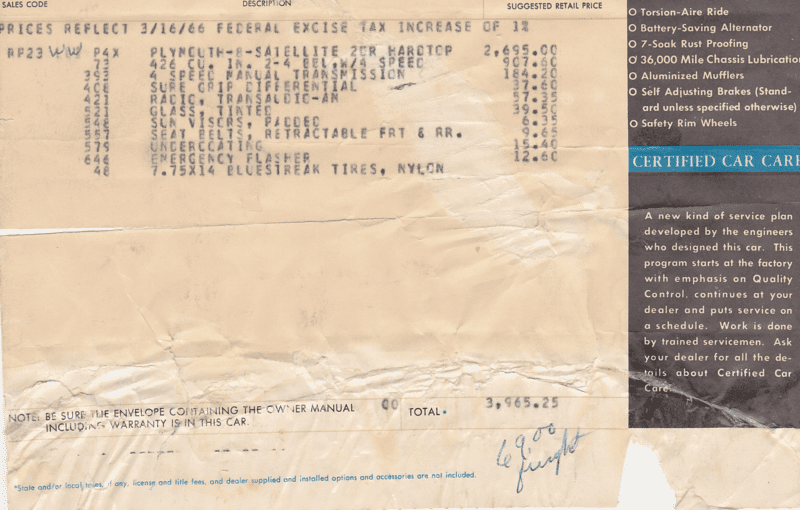 SALES CODE DESCRIPTION SUGGESTED RETAIL PRICE
PRICES REFLECT 3/16/66 FEDERAL EXCISE TAX INCREASE OF 1%
RP23 WW P4X PLYMOUTH-8-SATELLITE 2DR HARDTOP 2,695.00
73 426 CU. IN. 2-4 BBL.W/4 SPEED 907.60
393 4 SPEED MANUAL TRANSMISSION 184.20
408 SURE GRIP DIFFERENTIAL 37.60
421 RADIO, TRANSAUDIO-AM 57.35
521 GLASS, TINTED 39.50
548 SUN VISORS, PADDED 6.35
557 SEAT BELTS, RETRACTABLE FRT & RR. 9.65
579 UNDERCOATING 15.40
646 EMERGENCY FLASHER 12.60
48 7.75X14 BLUESTREAK TIRES, NYLON
NOTE: BE SURE THE ENVELOPE CONTAINING THE OWNER MANUAL
INCLUDING WARRANTY IS IN THIS CAR.
00 TOTAL* 3,965.25
69.00
freight
*State and/or local taxes, if any, license and title fees, and dealer supplied and installed options and accessories are not included.
O Torsion-Aire Ride
O Battery-Saving Alternator
O 7-Soak Rust Proofing
O 36,000 Mile Chassis Lubrication
O Aluminized Mufflers
O Self Adjusting Brakes (Stand-
ard unless specified otherwise)
O Safety Rim Wheels
CERTIFIED CAR CARE
A new kind of service plan
developed by the engineers
who designed this car. This
program starts at the factory
with emphasis on Quality
Control, continues at your
dealer and puts service on
a schedule. Work is done
by trained servicemen. Ask
your dealer for all the de-
tails about Certified Car
Care.